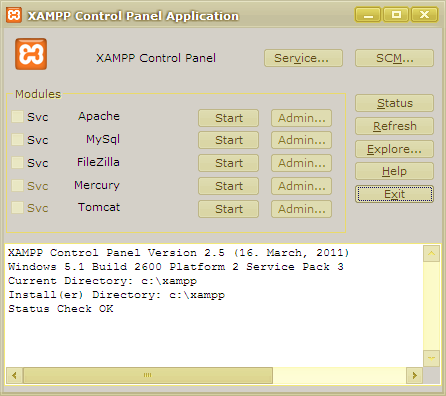 XAMPP Control Panel Application
XAMPP Control Panel
Service...
SCM...
Modules
Svc Apache Start Admin...
Svc MySql Start Admin...
Svc FileZilla Start Admin...
Svc Mercury Start Admin...
Svc Tomcat Start Admin...
Status
Refresh
Explore...
Help
Exit
XAMPP Control Panel Version 2.5 (16. March, 2011)
Windows 5.1 Build 2600 Platform 2 Service Pack 3
Current Directory: c:\xampp
Install(er) Directory: c:\xampp
Status Check OK